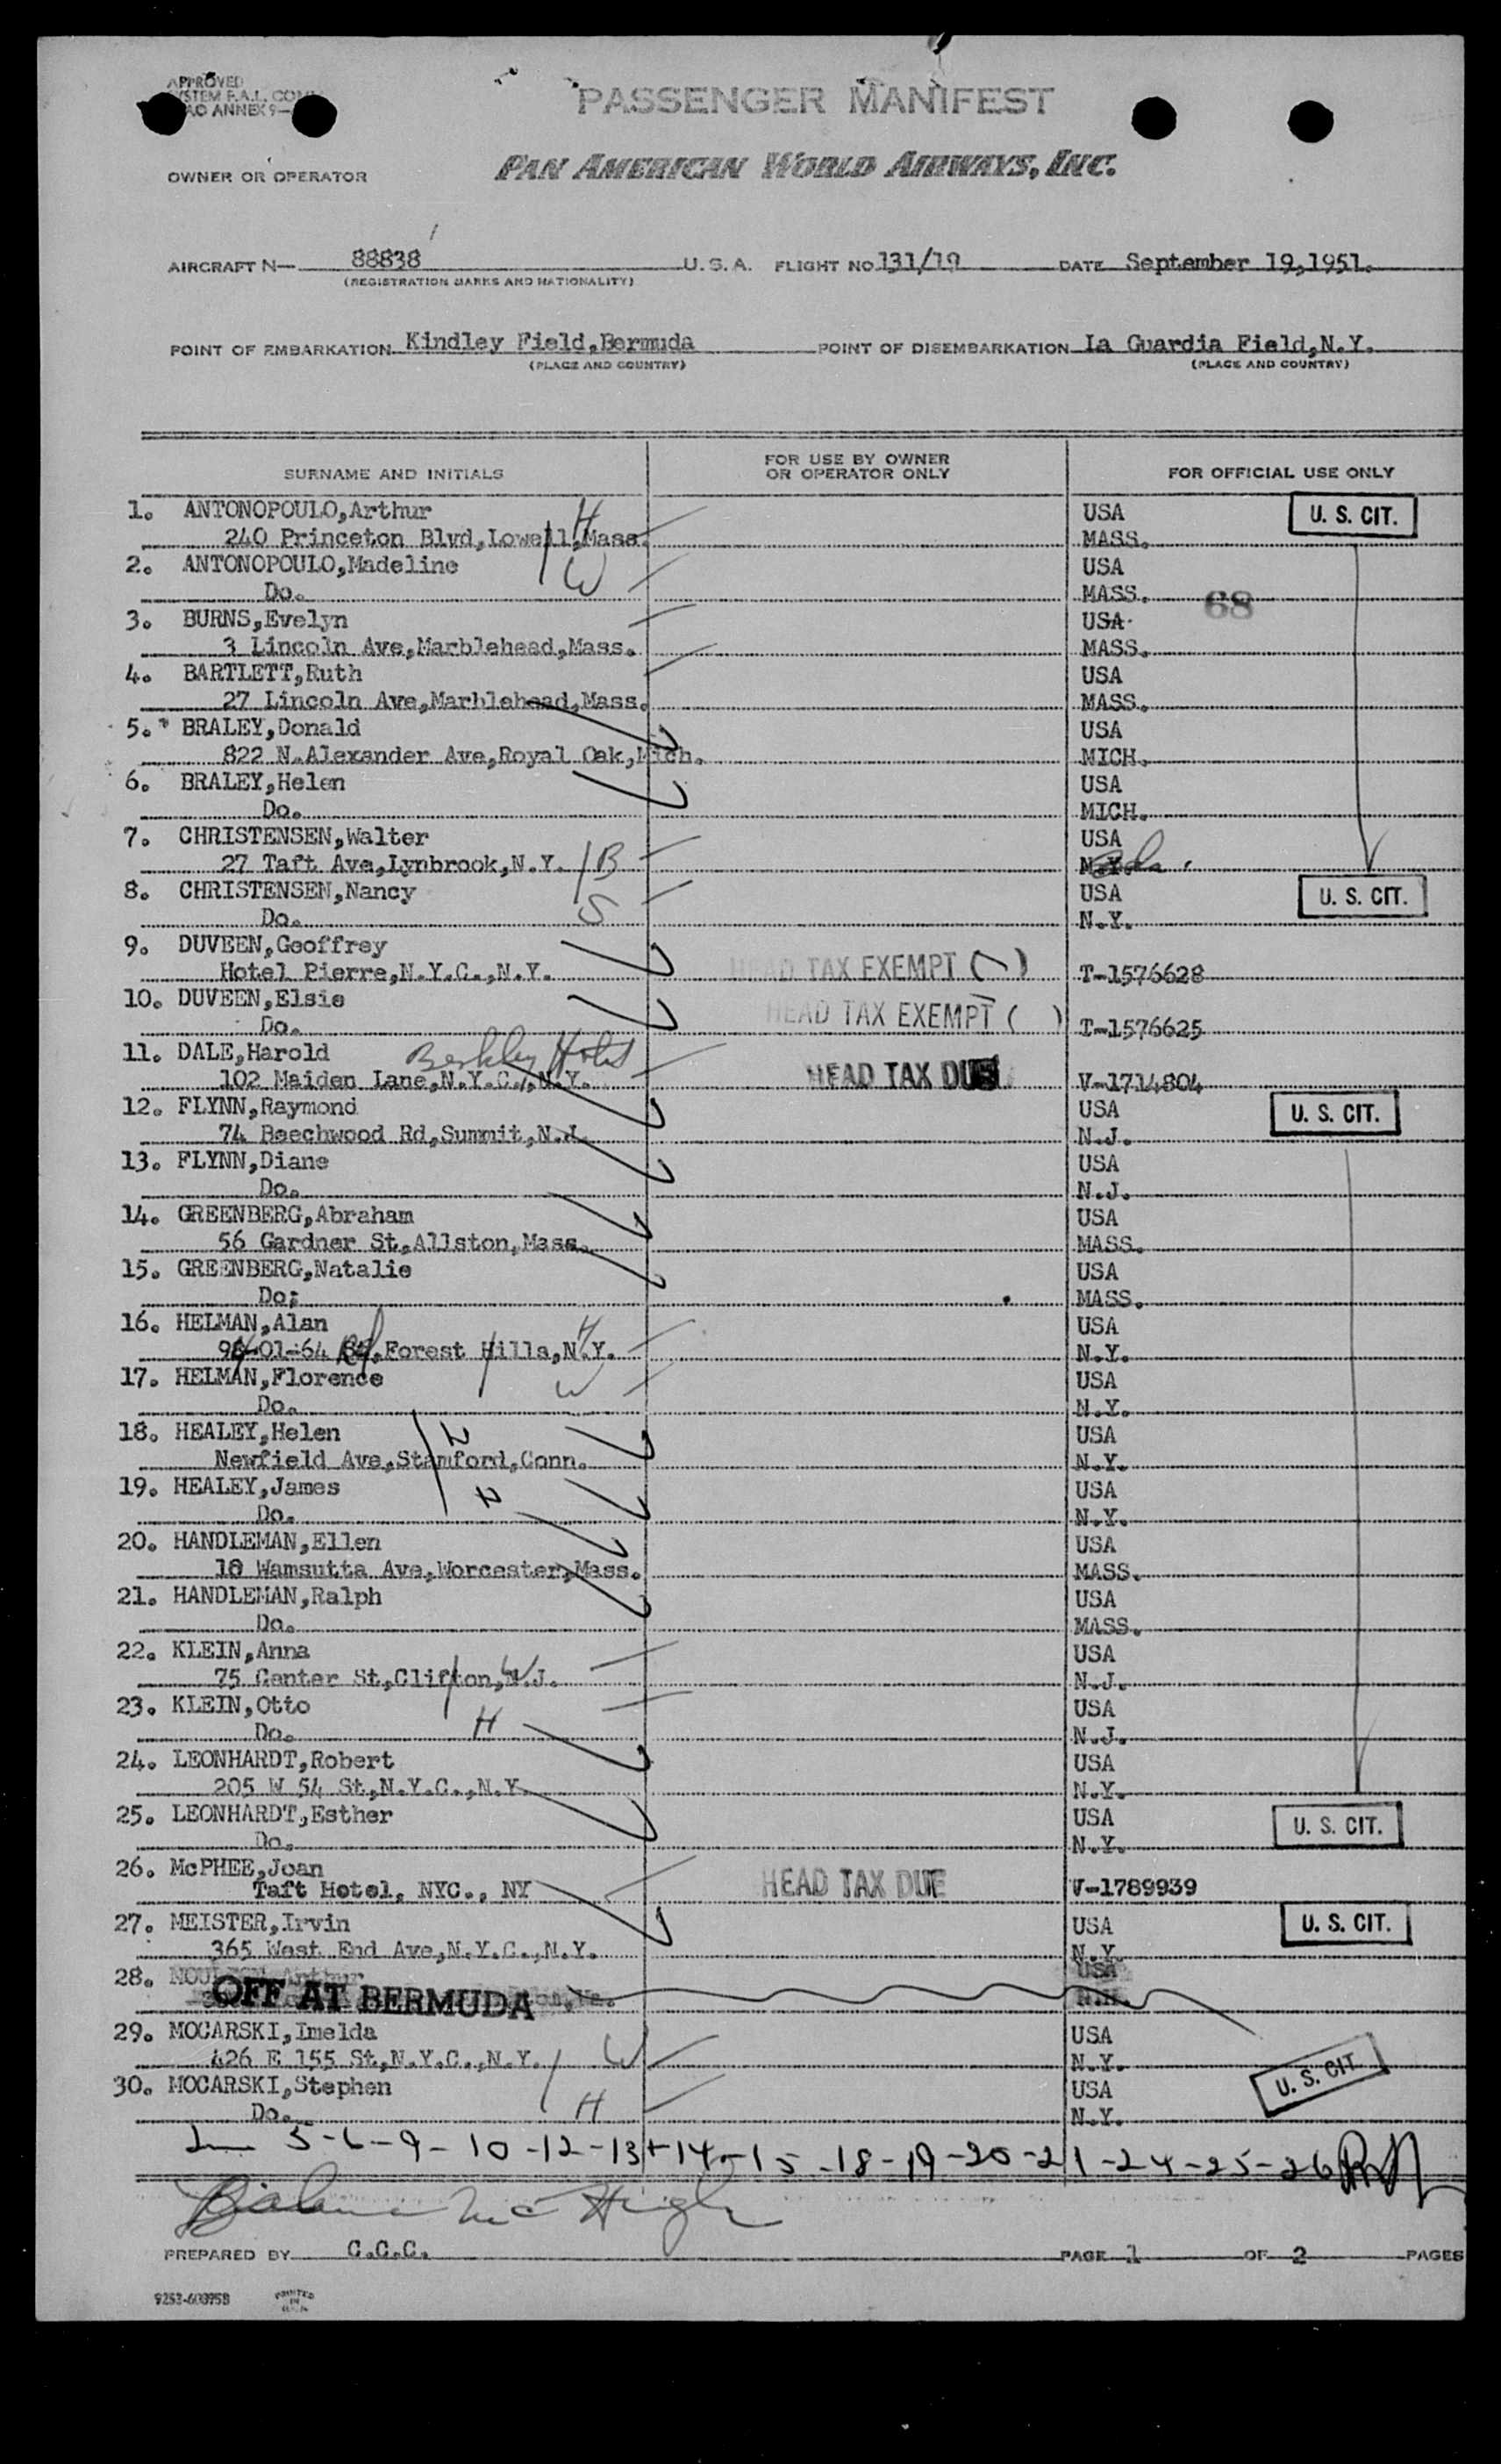 APPROVED
SYSTEM F.A.L. COM
ANNEX 9
PASSENGER MANIFEST
OWNER OR OPERATOR PAN AMERICAN WORLD AIRWAYS, INC.
AIRCRAFT N— 88838 U.S.A. FLIGHT NO 131/19 DATE September 19,1951.
(REGISTRATION MARKS AND NATIONALITY)
POINT OF EMBARKATION Kindley Field,Bermuda POINT OF DISEMBARKATION La Guardia Field,N.Y.
(PLACE AND COUNTRY) (PLACE AND COUNTRY)
SURNAME AND INITIALS FOR USE BY OWNER OR OPERATOR ONLY FOR OFFICIAL USE ONLY
1. ANTONOPOULO,Arthur H USA U. S. CIT.
240 Princeton Blvd,Lowell,Mass. MASS.
2. ANTONOPOULO,Madeline W USA
Do. MASS. 68
3. BURNS,Evelyn USA
3 Lincoln Ave,Marblehead,Mass. MASS.
4. BARTLETT,Ruth USA
27 Lincoln Ave,Marblehead,Mass. MASS.
5. BRALEY,Donald USA
822 N.Alexander Ave,Royal Oak,Mich. MICH.
6. BRALEY,Helen USA
Do. MICH.
7. CHRISTENSEN,Walter USA
27 Taft Ave,Lynbrook,N.Y. B N.Y.
8. CHRISTENSEN,Nancy USA U. S. CIT.
Do. S N.Y.
9. DUVEEN,Geoffrey
Hotel Pierre,N.Y.C.,N.Y. HEAD TAX EXEMPT ( ) T-1576628
10. DUVEEN,Elsie HEAD TAX EXEMPT ( )
Do. T-1576625
11. DALE,Harold Berkley Hotel
102 Maiden Lane,N.Y.C.,N.Y. HEAD TAX DUE V-1714804
12. FLYNN,Raymond USA U. S. CIT.
74 Beechwood Rd,Summit,N.J. N.J.
13. FLYNN,Diane USA
Do. N.J.
14. GREENBERG,Abraham USA
56 Gardner St,Allston,Mass. MASS.
15. GREENBERG,Natalie USA
Do; MASS.
16. HELMAN,Alan H USA
-01-64 Rd,Forest Hills,N.Y. N.Y.
17. HELMAN,Florence W USA
Do. N.Y.
18. HEALEY,Helen USA
Newfield Ave,Stamford,Conn. N.Y.
19. HEALEY,James USA
Do. N.Y.
20. HANDLEMAN,Ellen USA
18 Wamsutta Ave,Worcester,Mass. MASS.
21. HANDLEMAN,Ralph USA
Do. MASS.
22. KLEIN,Anna USA
75 Center St,Clifton,N.J. W N.J.
23. KLEIN,Otto USA
Do. H N.J.
24. LEONHARDT,Robert USA
205 W 54 St,N.Y.C.,N.Y. N.Y.
25. LEONHARDT,Esther USA U. S. CIT.
Do. N.Y.
26. McPHEE,Joan HEAD TAX DUE
Taft Hotel, NYC., NY V-1789939
27. MEISTER,Irvin USA U. S. CIT.
365 West End Ave,N.Y.C.,N.Y. N.Y.
28. USA
OFF AT BERMUDA
29. MOCARSKI,Imelda USA
426 E 155 St,N.Y.C.,N.Y. W N.Y.
30. MOCARSKI,Stephen USA U. S. CIT.
Do. H N.Y.
5-6-9-10-12-13+14-15-18-19-20-21-24-25-26
PREPARED BY C.C.C. PAGE 1 OF 2 PAGES
9253-603958 PRINTED IN U.S.A.